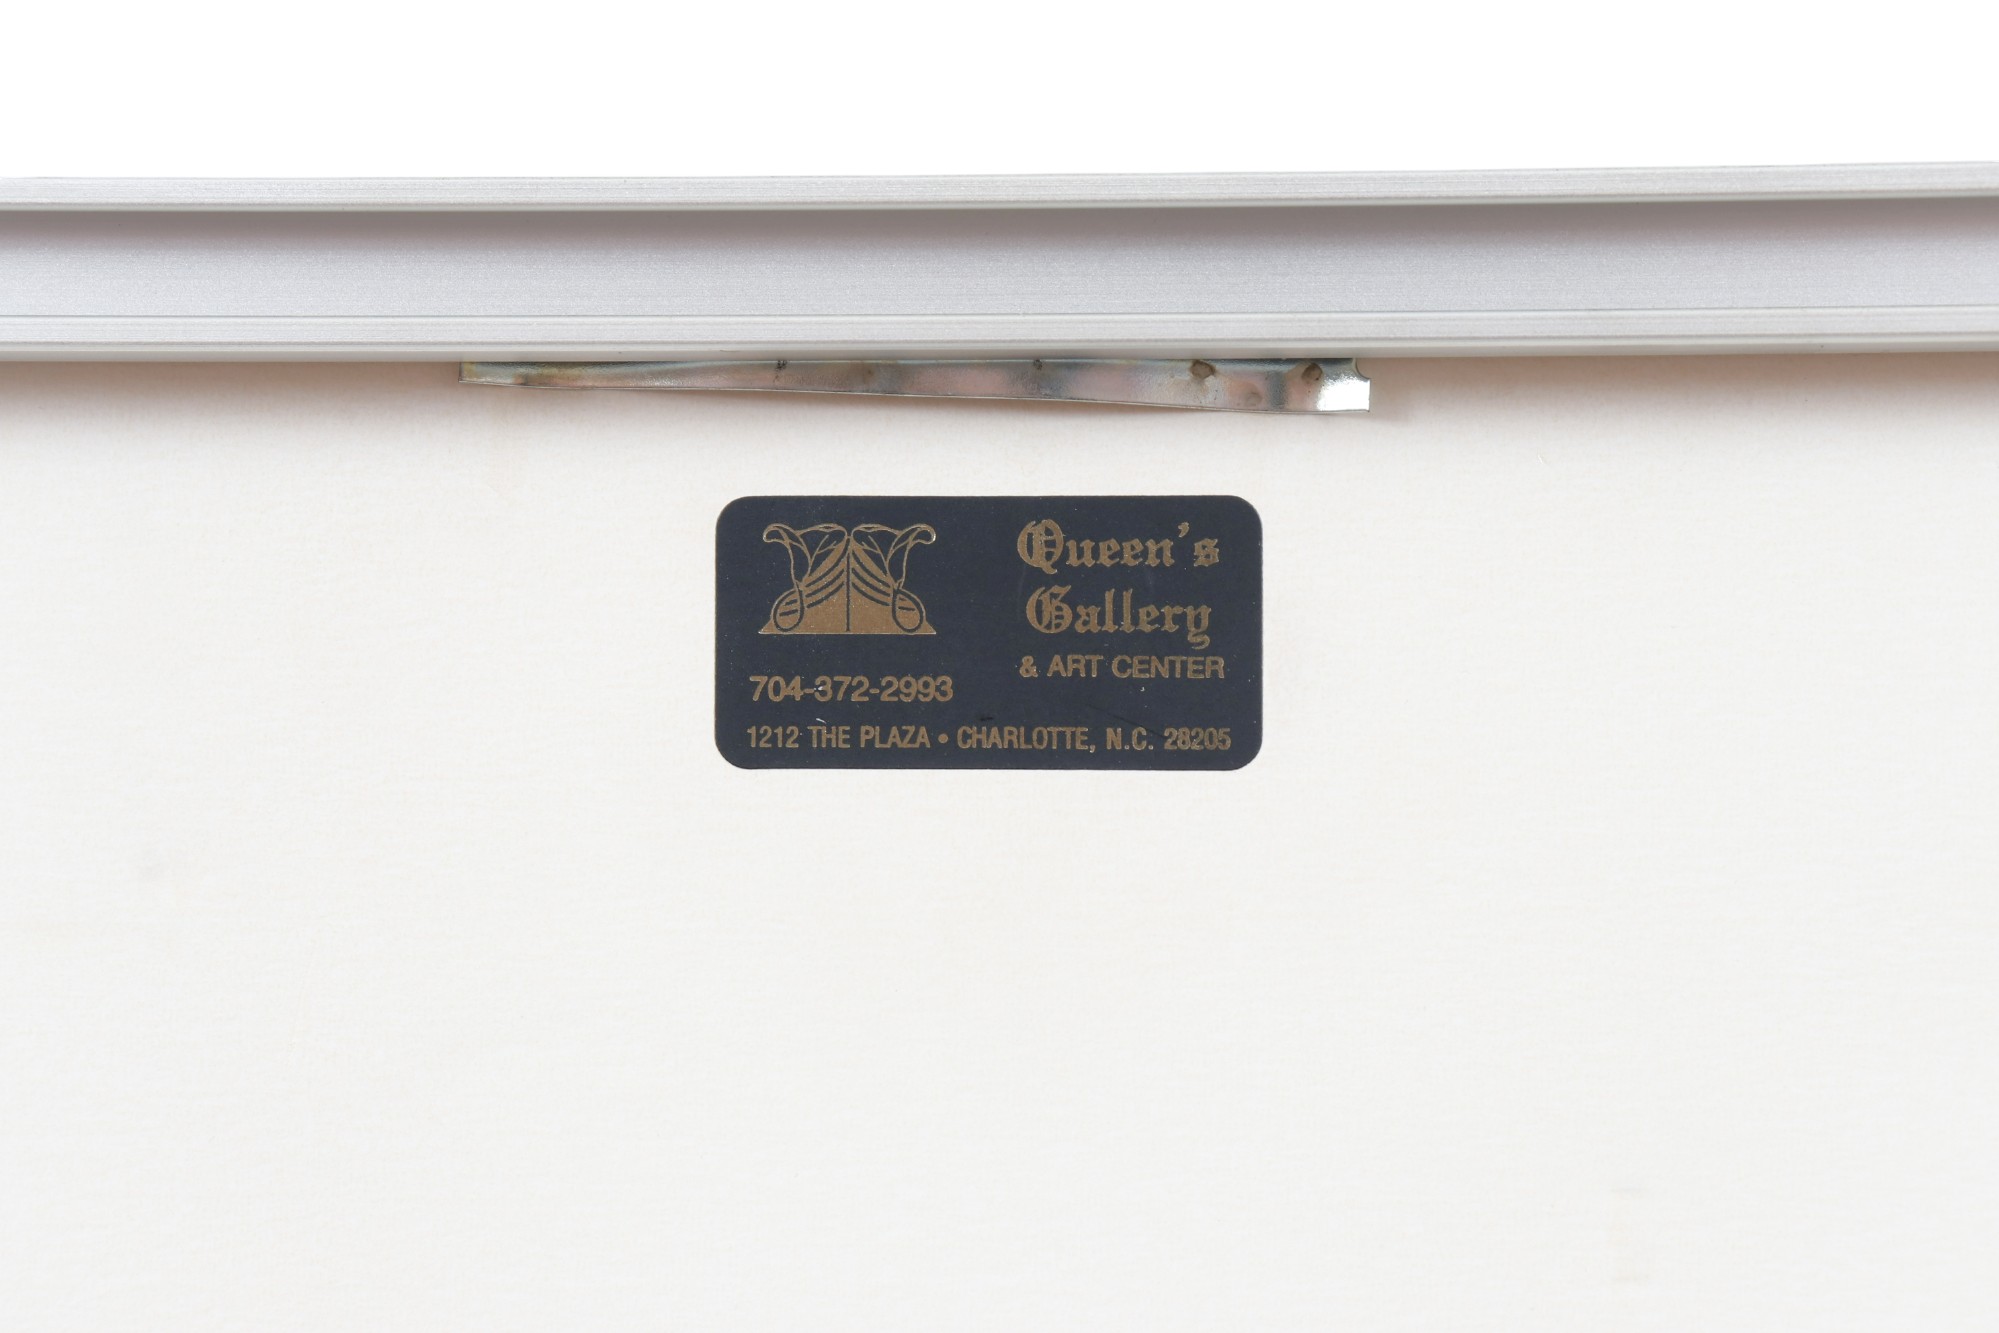 Queen's
Gallery
& ART CENTER
704-372-2993
1212 THE PLAZA • CHARLOTTE, N.C. 28205